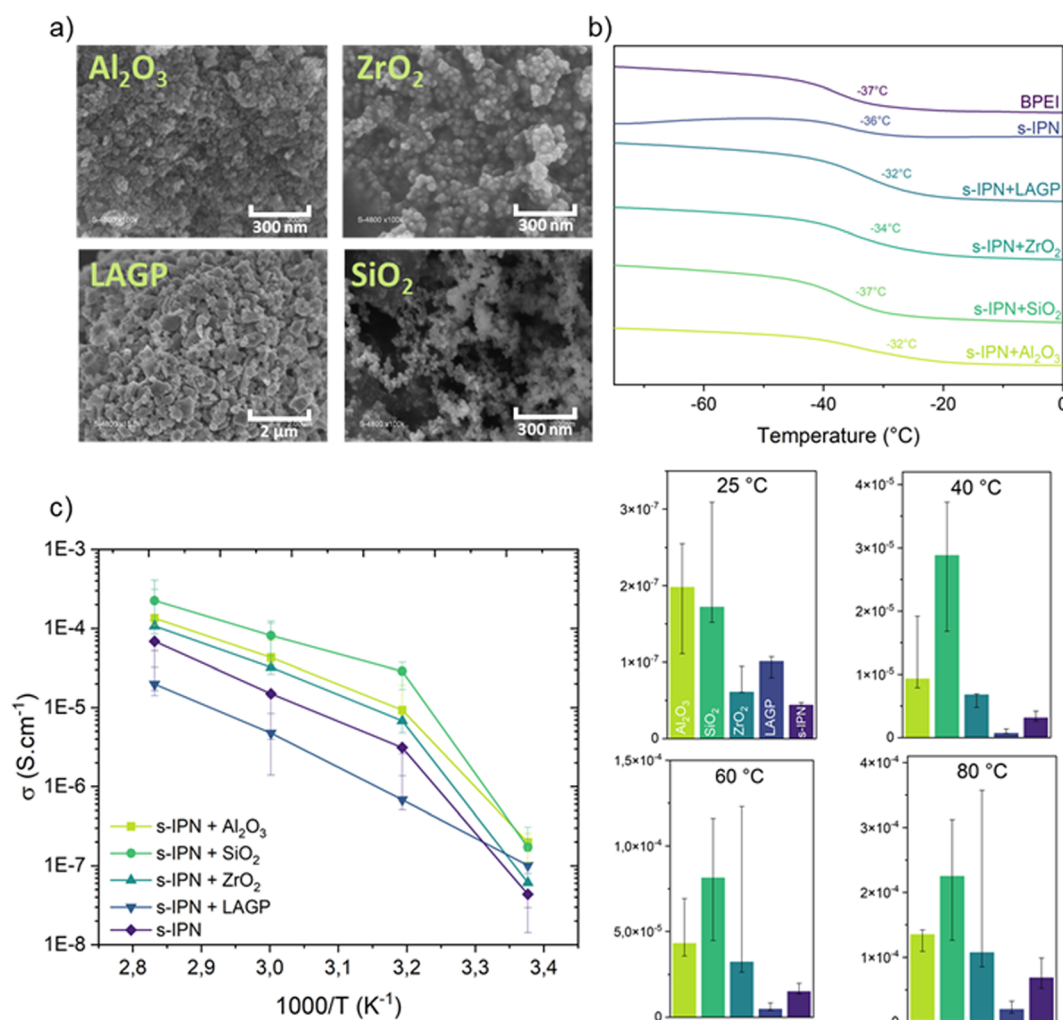 a)
Al₂O₃
S-4800 x100k
300 nm
ZrO₂
S-4800 x100k
300 nm
LAGP
2 µm
SiO₂
S-4800 x100k
300 nm
b)
-37°C
BPEI
-36°C
s-IPN
-32°C
s-IPN+LAGP
-34°C
s-IPN+ZrO₂
-37°C
s-IPN+SiO₂
-32°C
s-IPN+Al₂O₃
-60 -40 -20 0
Temperature (°C)
c)
σ (S.cm⁻¹)
1E-3
1E-4
1E-5
1E-6
1E-7
1E-8
s-IPN + Al₂O₃
s-IPN + SiO₂
s-IPN + ZrO₂
s-IPN + LAGP
s-IPN
2,8 2,9 3,0 3,1 3,2 3,3 3,4
1000/T (K⁻¹)
25 °C
3×10⁻⁷
2×10⁻⁷
1×10⁻⁷
0
Al₂O₃ SiO₂ ZrO₂ LAGP s-IPN
40 °C
4×10⁻⁵
3×10⁻⁵
2×10⁻⁵
1×10⁻⁵
0
60 °C
1,5×10⁻⁴
1,0×10⁻⁴
5,0×10⁻⁵
0
80 °C
4×10⁻⁴
3×10⁻⁴
2×10⁻⁴
1×10⁻⁴
0